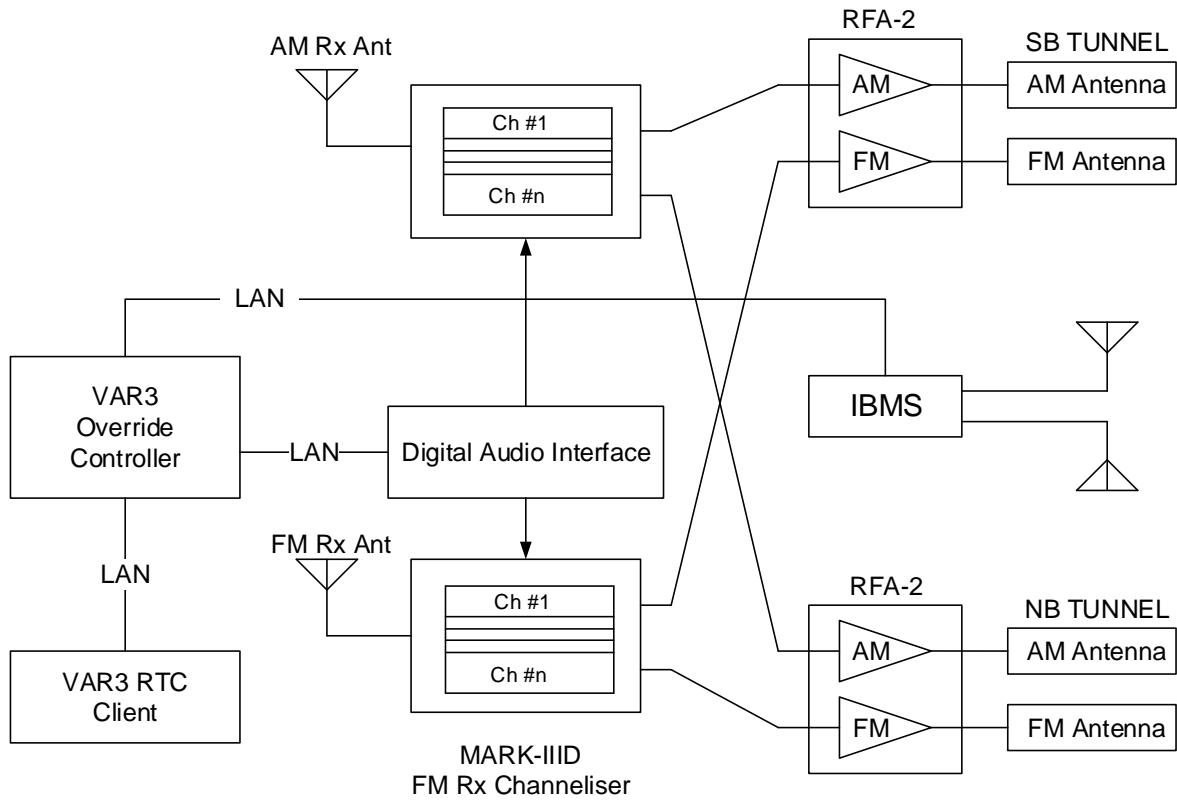 RFA-2
SB TUNNEL
AM Rx Ant
AM
AM Antenna
Ch #1
FM
FM Antenna
Ch #n
LAN
VAR3
Override
Controller
IBMS
LAN
Digital Audio Interface
FM Rx Ant
LAN
RFA-2
Ch #1
NB TUNNEL
AM
AM Antenna
Ch #n
VAR3 RTC
Client
FM
FM Antenna
MARK-IIID
FM Rx Channeliser